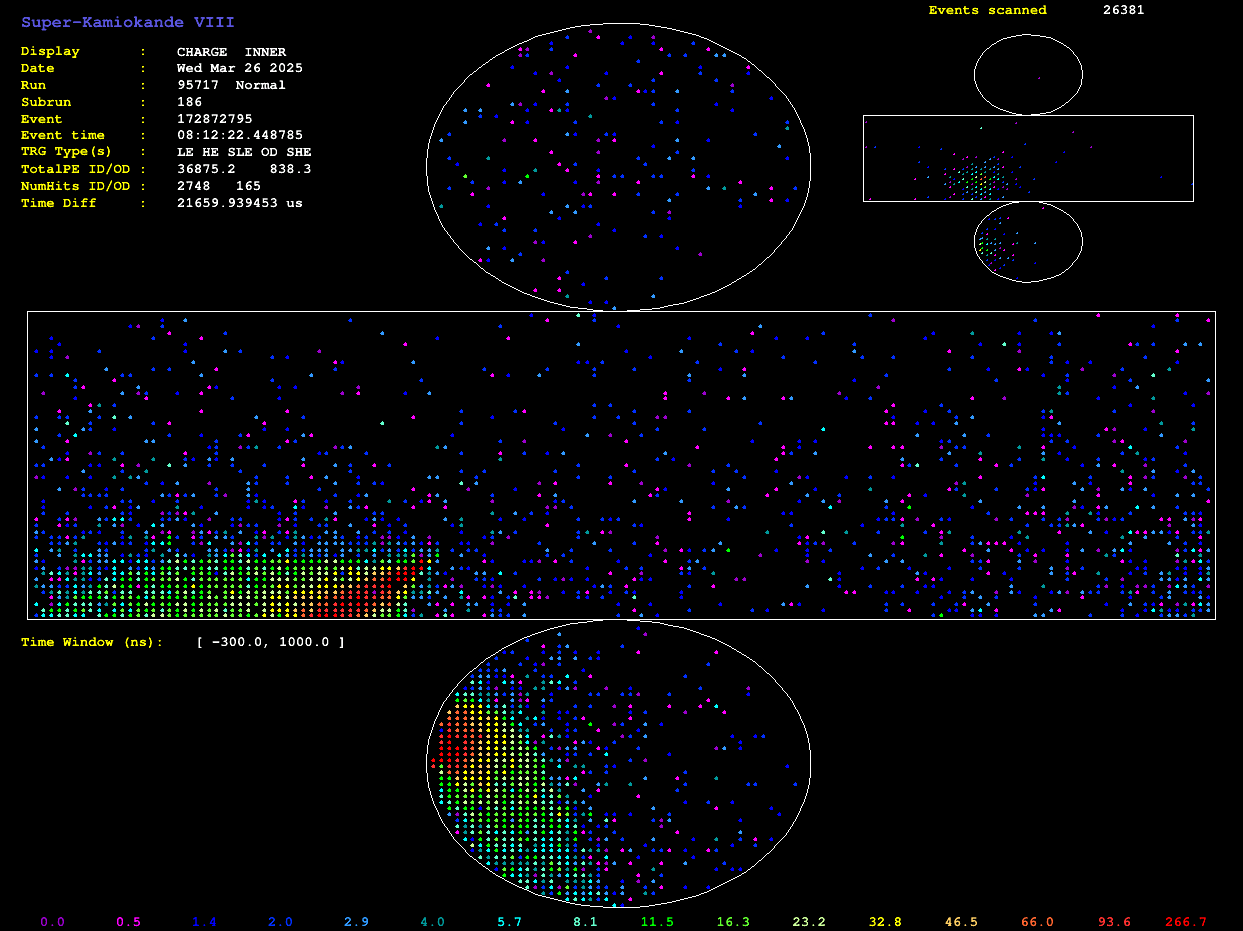 Super-Kamiokande VIII
Events scanned 26381
Display : CHARGE INNER
Date : Wed Mar 26 2025
Run : 95717 Normal
Subrun : 186
Event : 172872795
Event time : 08:12:22.448785
TRG Type(s) : LE HE SLE OD SHE
TotalPE ID/OD : 36875.2 838.3
NumHits ID/OD : 2748 165
Time Diff : 21659.939453 us
Time Window (ns): [ -300.0, 1000.0 ]
0.0 0.5 1.4 2.0 2.9 4.0 5.7 8.1 11.5 16.3 23.2 32.8 46.5 66.0 93.6 266.7